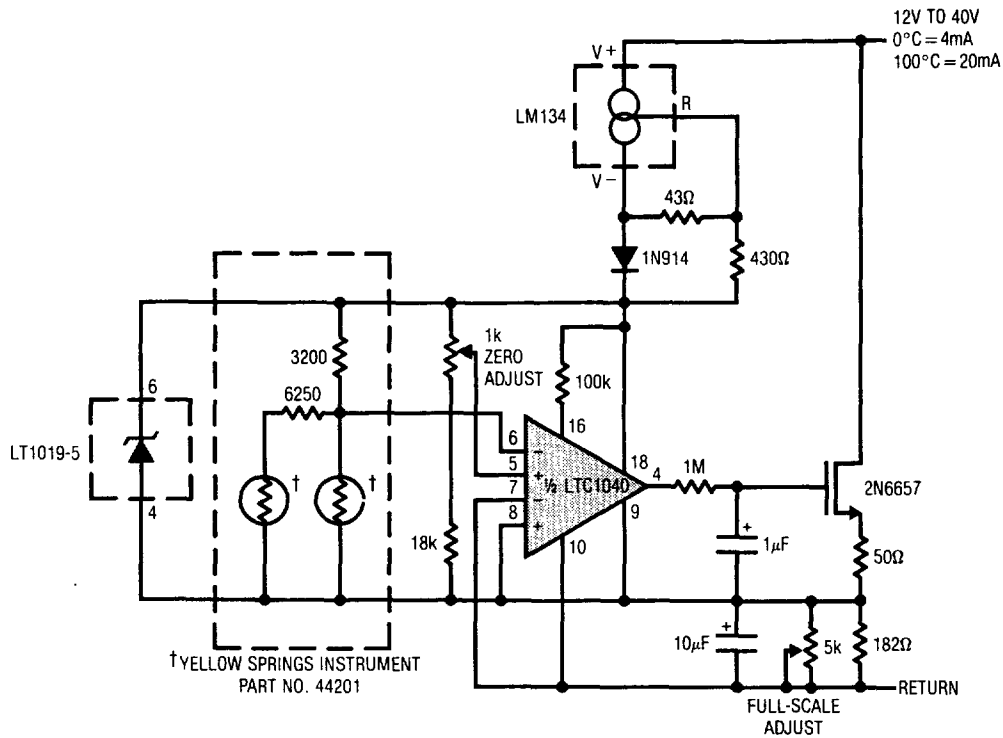 12V TO 40V
0°C = 4mA
100°C = 20mA
V+
LM134
R
V−
43Ω
1N914
430Ω
3200
1k
ZERO
ADJUST
6250
100k
6
16
LT1019-5
6
5
7
8
−
+
−
+
½ LTC1040
18
4
1M
2N6657
†
†
9
4
18k
10
+
1µF
50Ω
+
10µF
5k
182Ω
†YELLOW SPRINGS INSTRUMENT
PART NO. 44201
RETURN
FULL-SCALE
ADJUST